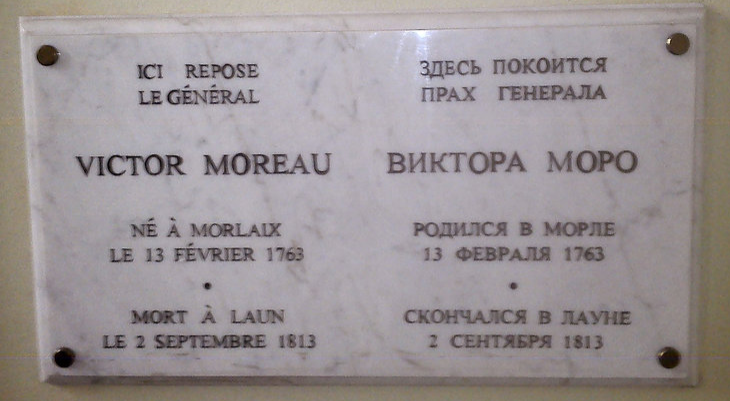 ICI REPOSE
LE GÉNÉRAL
VICTOR MOREAU
NÉ À MORLAIX
LE 13 FÉVRIER 1763
•
MORT À LAUN
LE 2 SEPTEMBRE 1813
ЗДЕСЬ ПОКОИТСЯ
ПРАХ ГЕНЕРАЛА
ВИКТОРА МОРО
РОДИЛСЯ В МОРЛЕ
13 ФЕВРАЛЯ 1763
•
СКОНЧАЛСЯ В ЛАУНЕ
2 СЕНТЯБРЯ 1813